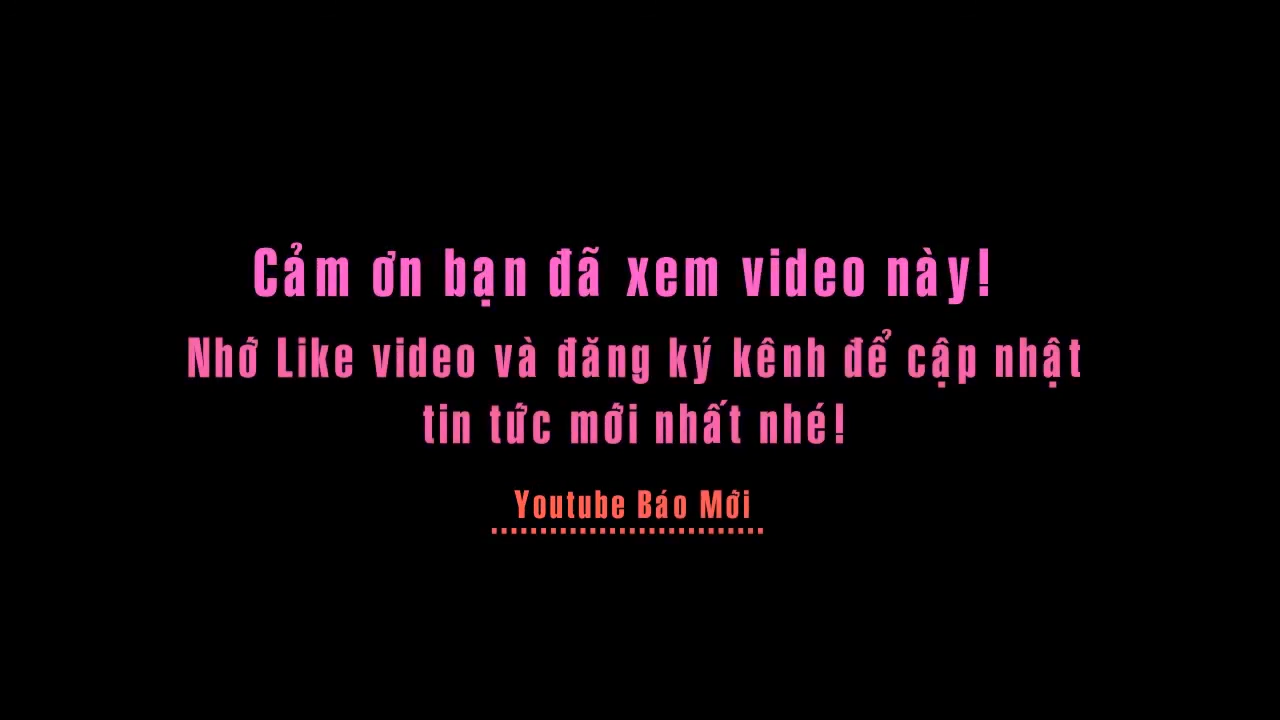 Cảm ơn bạn đã xem video này!
Nhớ Like video và đăng ký kênh để cập nhật
tin tức mới nhất nhé!
Youtube Báo Mới